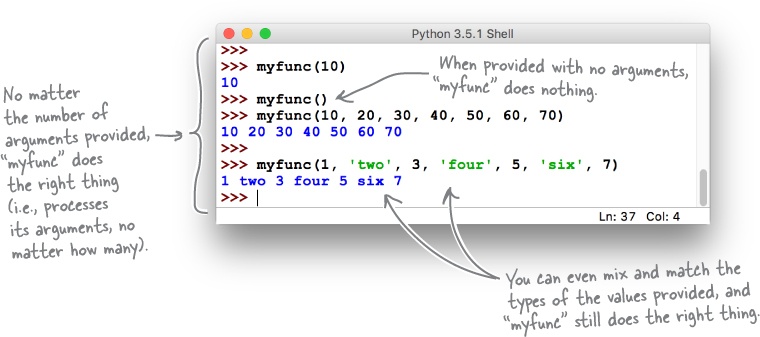 Python 3.5.1 Shell
>>>
>>> myfunc(10)
10
>>> myfunc()
>>> myfunc(10, 20, 30, 40, 50, 60, 70)
10 20 30 40 50 60 70
>>>
>>> myfunc(1, 'two', 3, 'four', 5, 'six', 7)
1 two 3 four 5 six 7
>>>
Ln: 37 Col: 4
When provided with no arguments,
“myfunc” does nothing.
No matter
the number of
arguments provided,
“myfunc” does
the right thing
(i.e., processes
its arguments, no
matter how many).
You can even mix and match the
types of the values provided, and
“myfunc” still does the right thing.